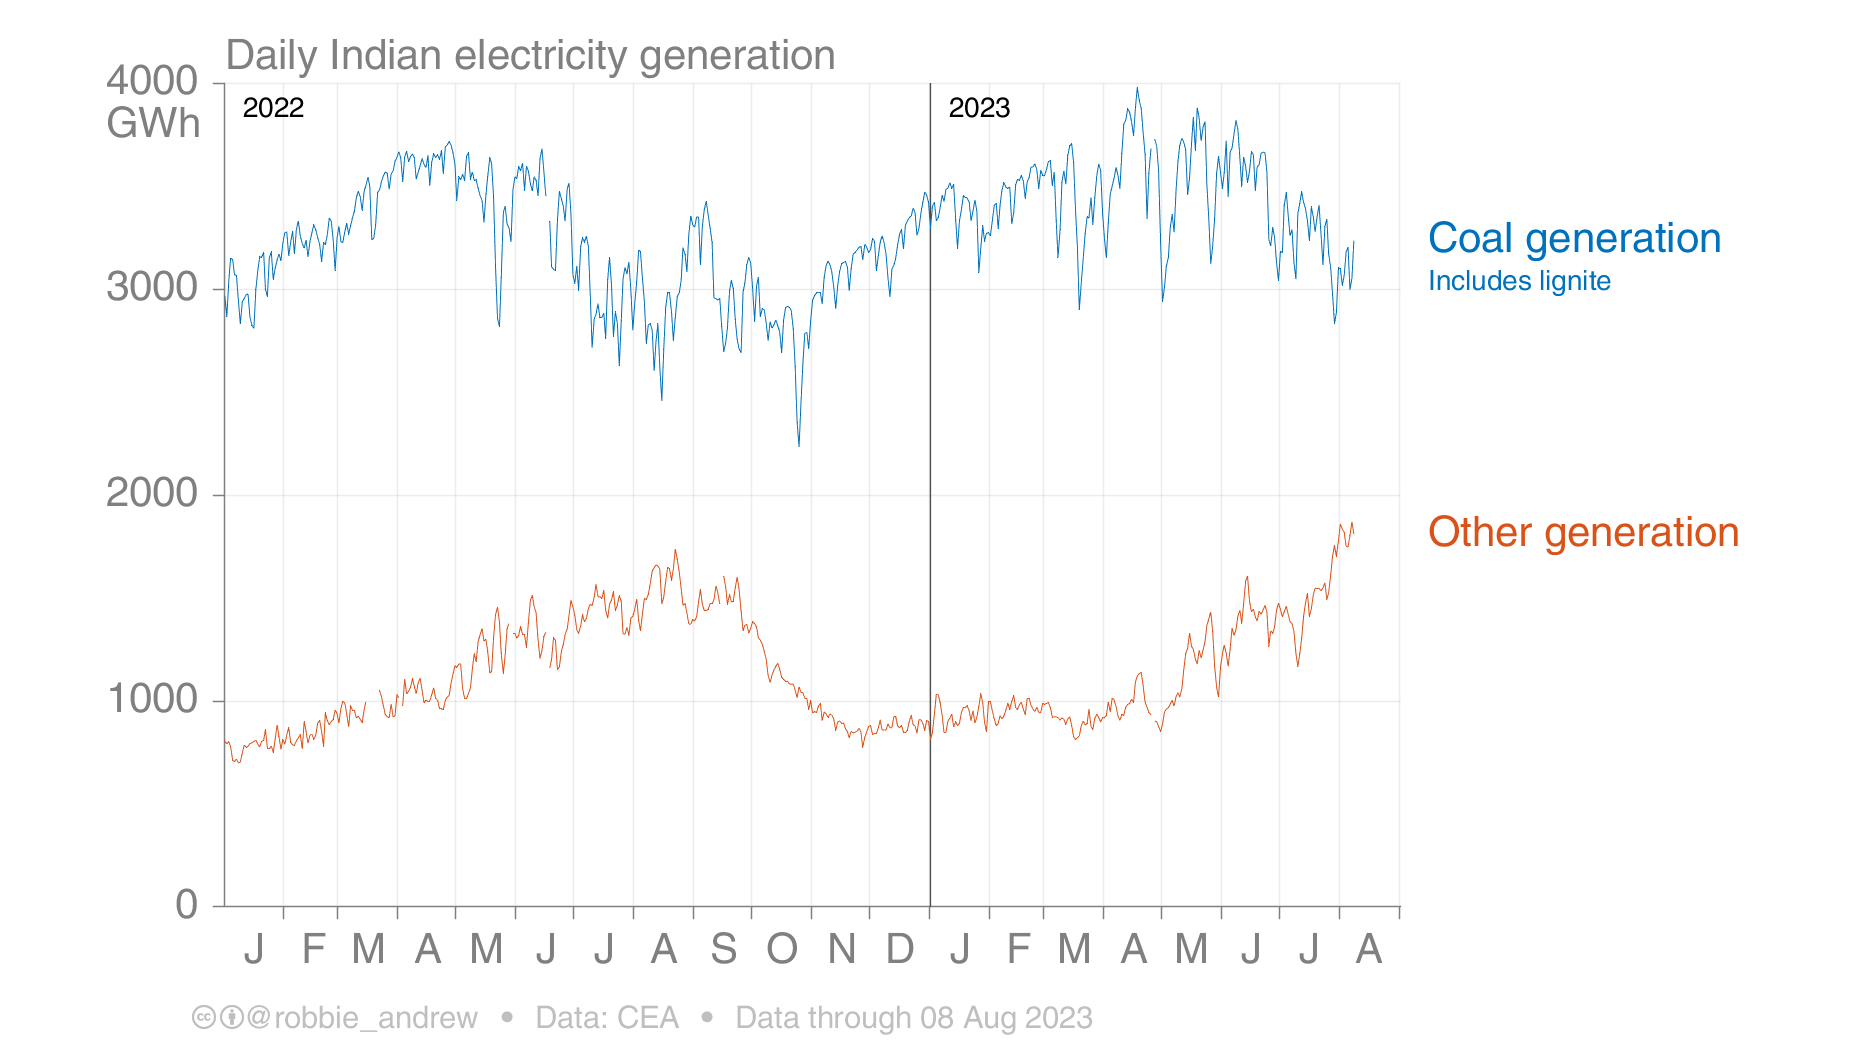 Daily Indian electricity generation
4000
GWh
2022
2023
3000
2000
1000
0
Coal generation
Includes lignite
Other generation
J F M A M J J A S O N D J F M A M J J A
@robbie_andrew • Data: CEA • Data through 08 Aug 2023